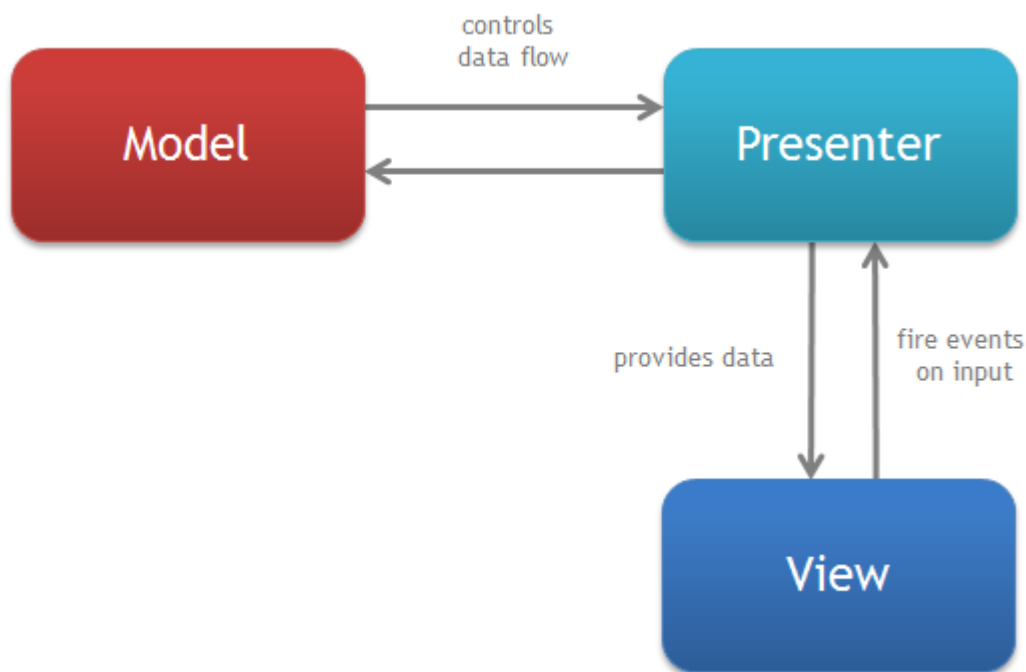 controls
data flow
Model
Presenter
provides data
fire events
on input
View